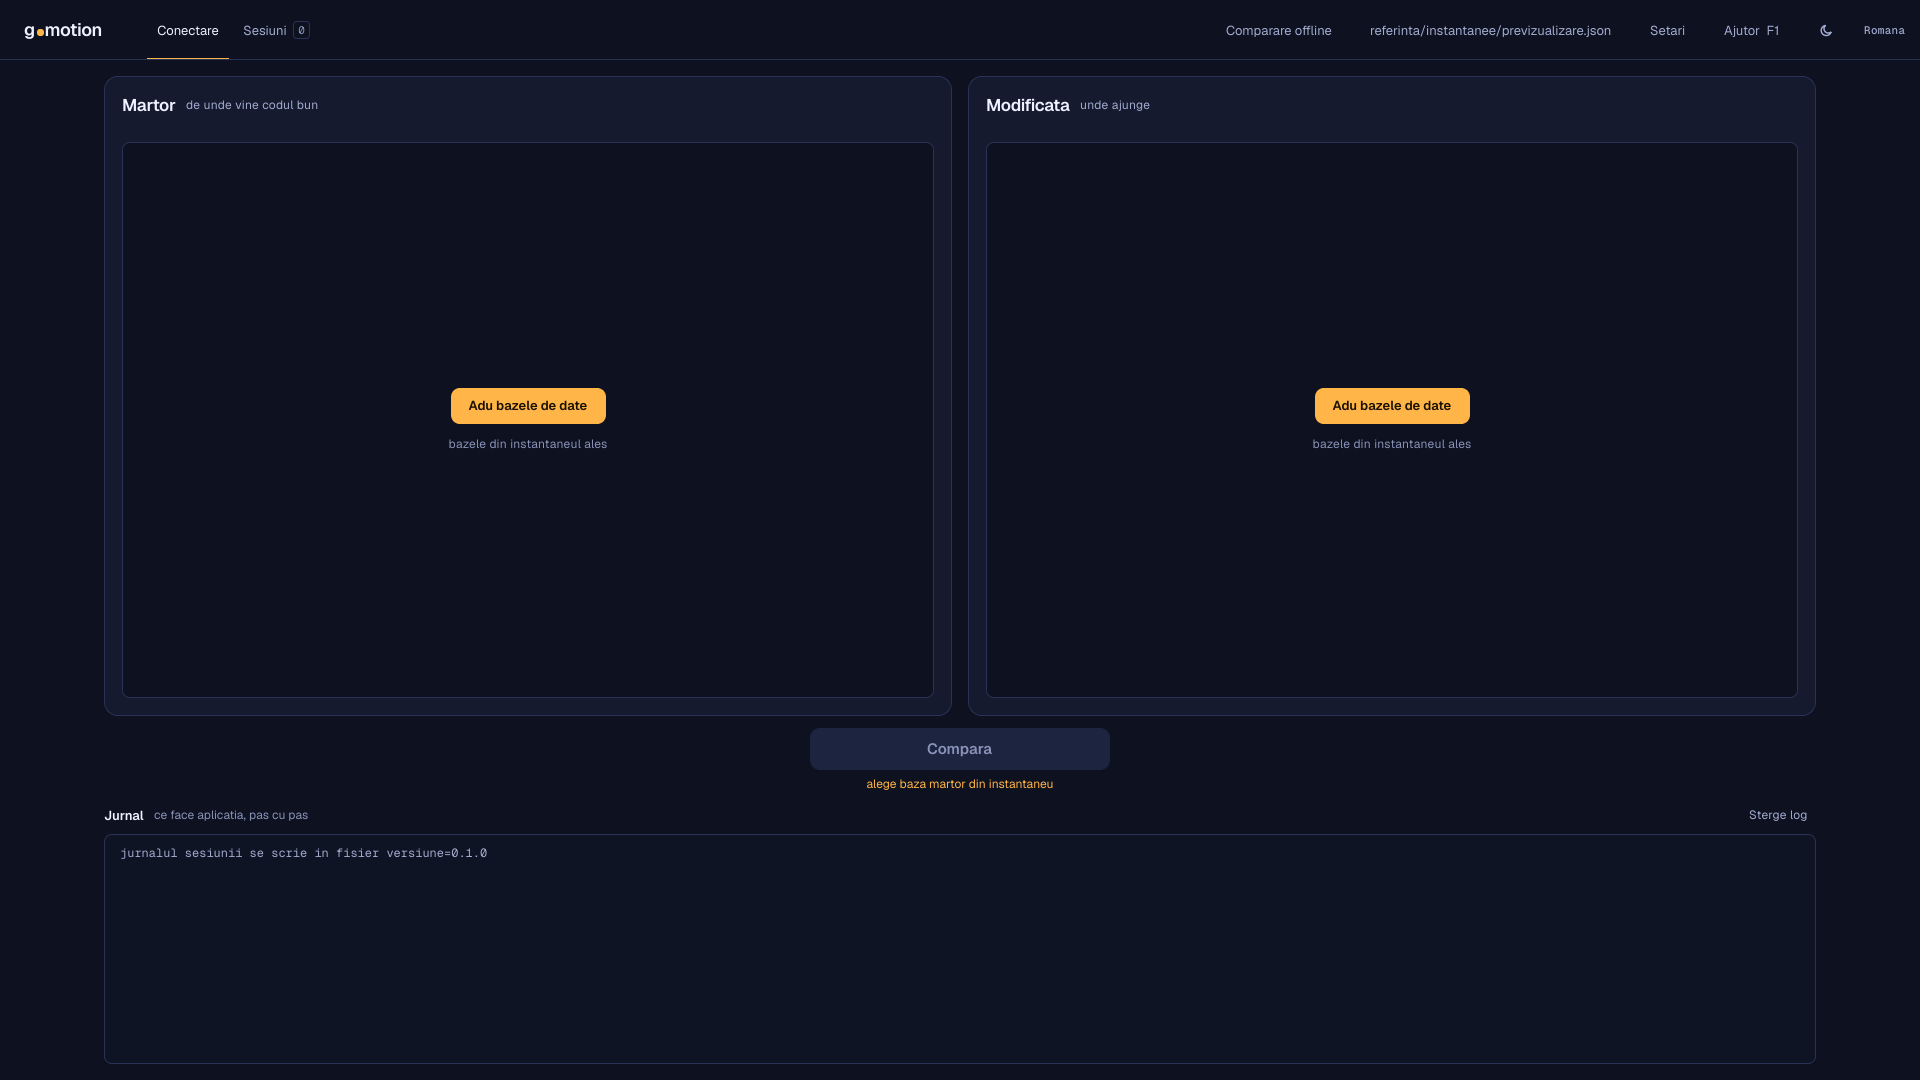 g●motion
Conectare
Sesiuni 0
Comparare offline
referinta/instantanee/previzualizare.json
Setari
Ajutor F1
Romana
Martor de unde vine codul bun
Adu bazele de date
bazele din instantaneul ales
Modificata unde ajunge
Adu bazele de date
bazele din instantaneul ales
Compara
alege baza martor din instantaneu
Jurnal ce face aplicatia, pas cu pas
Sterge log
jurnalul sesiunii se scrie in fisier versiune=0.1.0